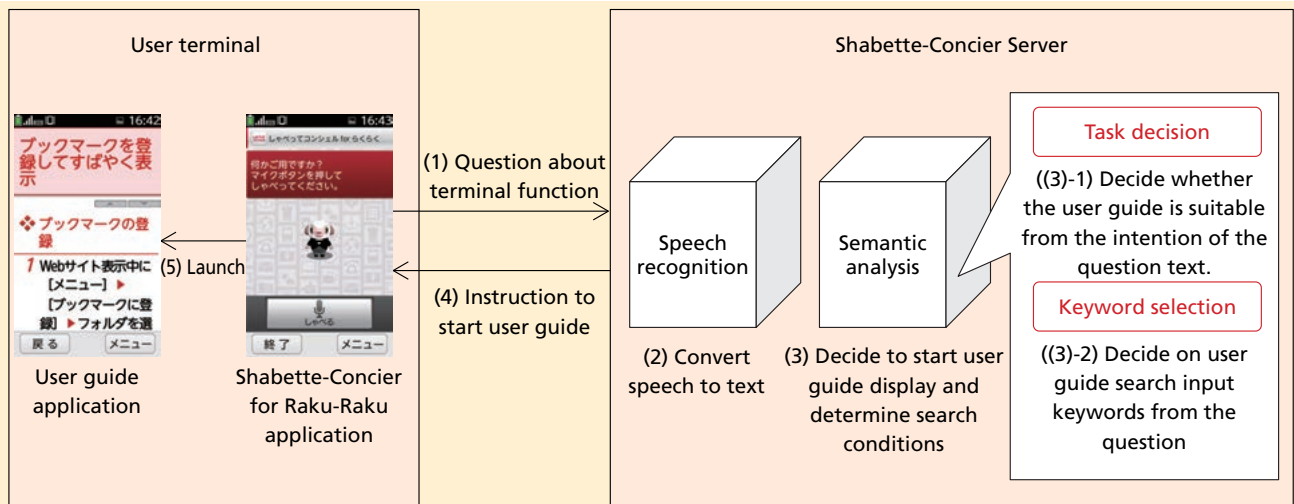 User terminal
16:42
ブックマークを登
録してすばやく表
示
ブックマークの登
録
1 Webサイト表示中に
[メニュー] ▶
[ブックマークに登
録] ▶フォルダを選
戻る
メニュー
User guide
application
(5) Launch
16:43
しゃべってコンシェル for らくらく
何かご用ですか?
マイクボタンを押して
しゃべってください。
しゃべる
終了
メニュー
Shabette-Concier
for Raku-Raku
application
(1) Question about
terminal function
(4) Instruction to
start user guide
Shabette-Concier Server
Speech
recognition
(2) Convert
speech to text
Semantic
analysis
(3) Decide to start user
guide display and
determine search
conditions
Task decision
((3)-1) Decide whether
the user guide is suitable
from the intention of the
question text.
Keyword selection
((3)-2) Decide on user
guide search input
keywords from the
question